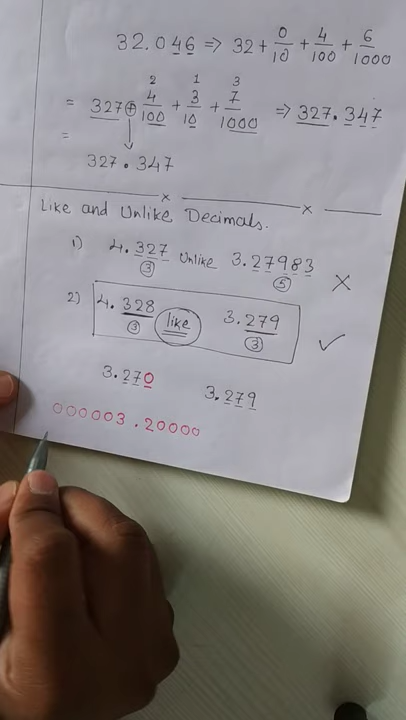 32.046 ⇒ 32 + 0/10 + 4/100 + 6/1000
2 1 3
= 327 ⊕ 4/100 + 3/10 + 7/1000 ⇒ 327.347
=
327.347
x x
Like and Unlike Decimals.
1) 4.327 Unlike 3.27983 X
3 5
2) 4.328 like 3.279 ✓
3 3
3.270 3.279
000003.20000